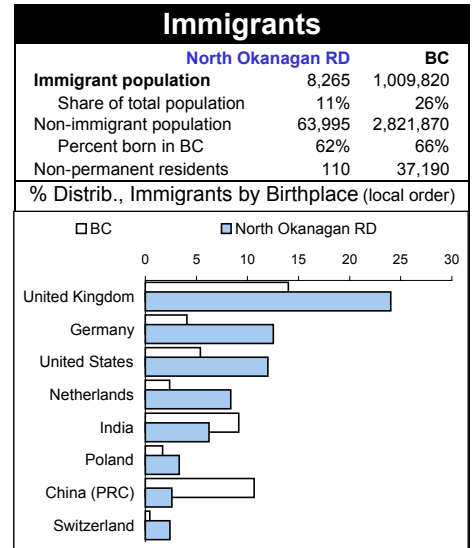 Immigrants
North Okanagan RD BC
Immigrant population 8,265 1,009,820
Share of total population 11% 26%
Non-immigrant population 63,995 2,821,870
Percent born in BC 62% 66%
Non-permanent residents 110 37,190
% Distrib., Immigrants by Birthplace (local order)
BC North Okanagan RD
0 5 10 15 20 25 30
United Kingdom
Germany
United States
Netherlands
India
Poland
China (PRC)
Switzerland